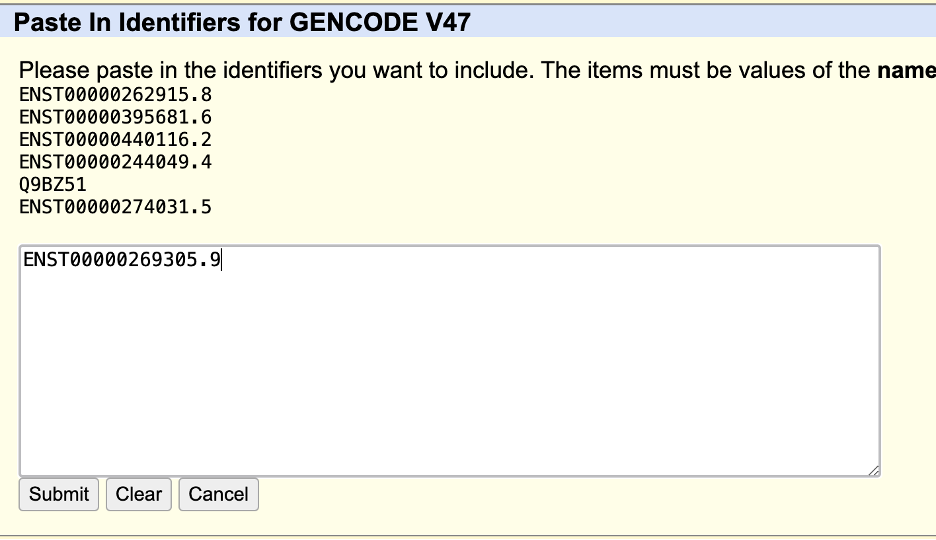 Paste In Identifiers for GENCODE V47
Please paste in the identifiers you want to include. The items must be values of the name
ENST00000262915.8
ENST00000395681.6
ENST00000440116.2
ENST00000244049.4
Q9BZ51
ENST00000274031.5
ENST00000269305.9
Submit Clear Cancel